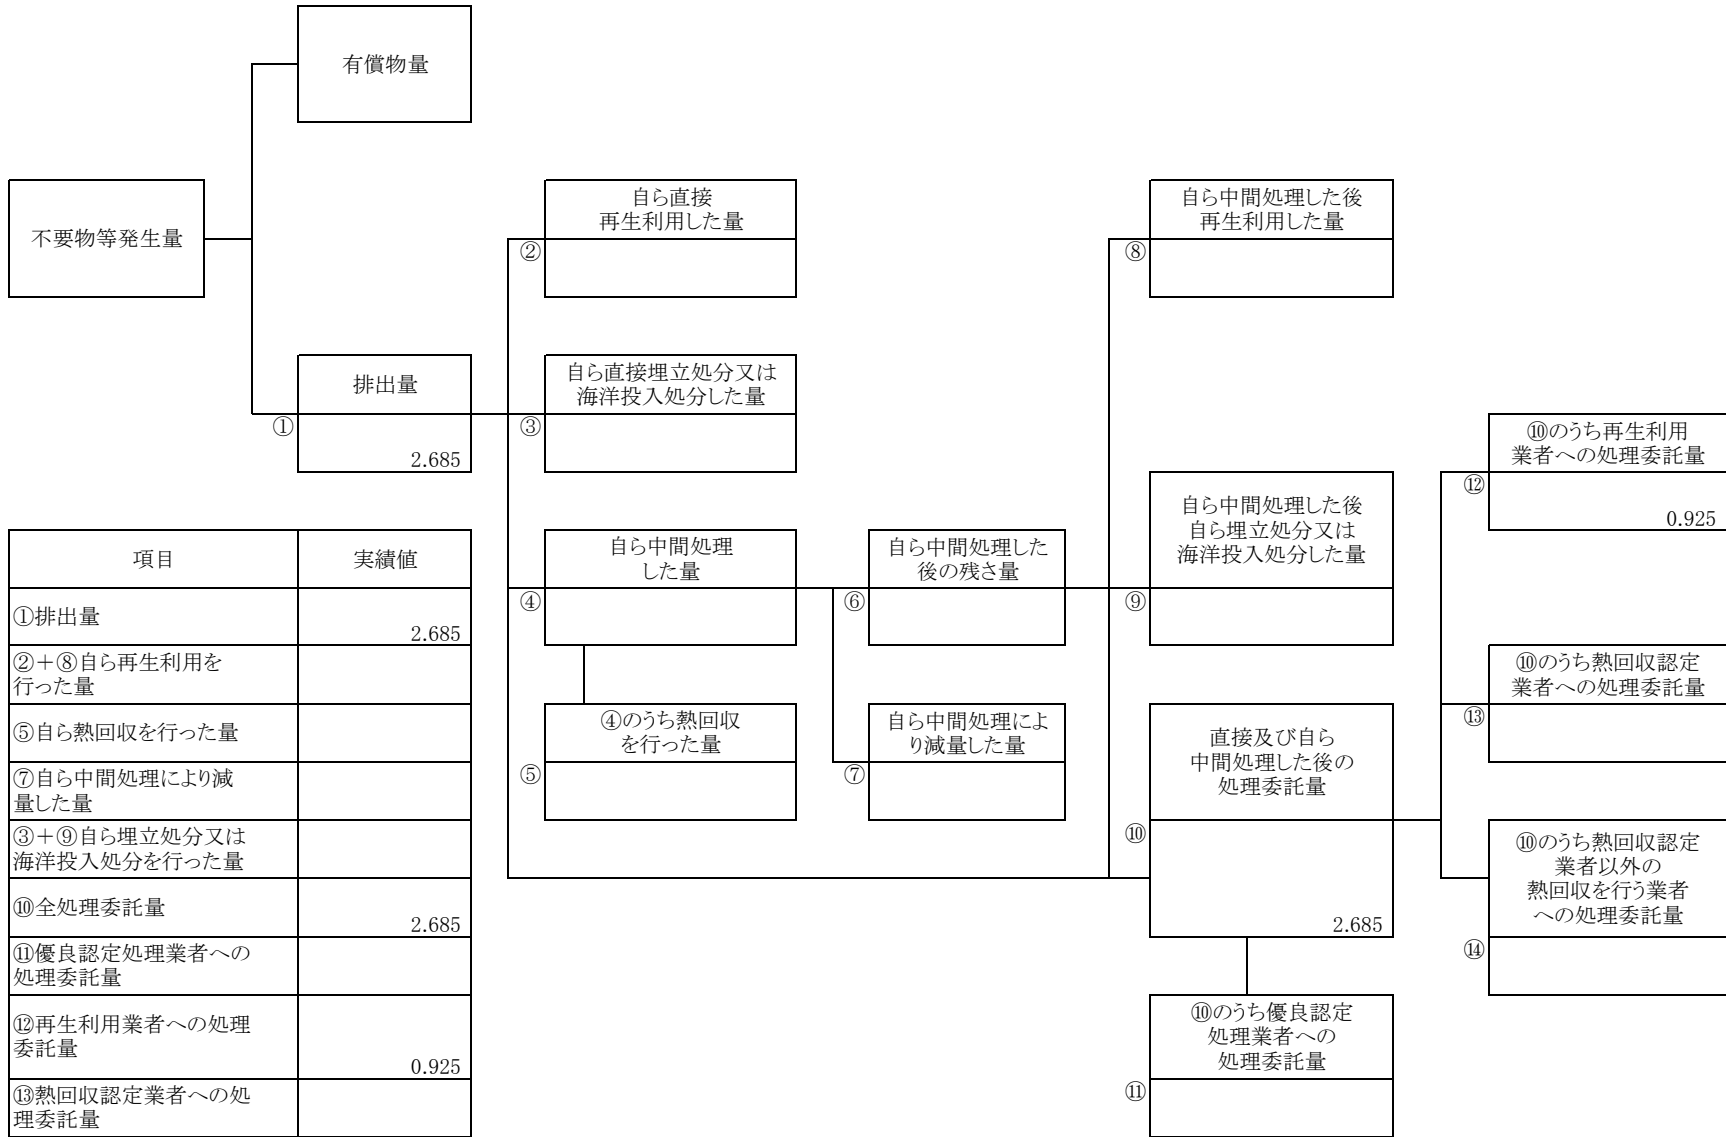 有償物量
不要物等発生量
自ら直接
再生利用した量
②
自ら中間処理した後
再生利用した量
⑧
排出量
①
2.685
自ら直接埋立処分又は
海洋投入処分した量
③
⑩のうち再生利用
業者への処理委託量
⑫
0.925
自ら中間処理
した量
④
自ら中間処理した
後の残さ量
⑥
自ら中間処理した後
自ら埋立処分又は
海洋投入処分した量
⑨
⑩のうち熱回収認定
業者への処理委託量
⑬
④のうち熱回収
を行った量
⑤
自ら中間処理によ
り減量した量
⑦
直接及び自ら
中間処理した後の
処理委託量
⑩
2.685
⑩のうち熱回収認定
業者以外の
熱回収を行う業者
への処理委託量
⑭
⑩のうち優良認定
処理業者への
処理委託量
⑪
項目
実績値
①排出量
2.685
②＋⑧自ら再生利用を
行った量
⑤自ら熱回収を行った量
⑦自ら中間処理により減
量した量
③＋⑨自ら埋立処分又は
海洋投入処分を行った量
⑩全処理委託量
2.685
⑪優良認定処理業者への
処理委託量
⑫再生利用業者への処理
委託量
0.925
⑬熱回収認定業者への処
理委託量